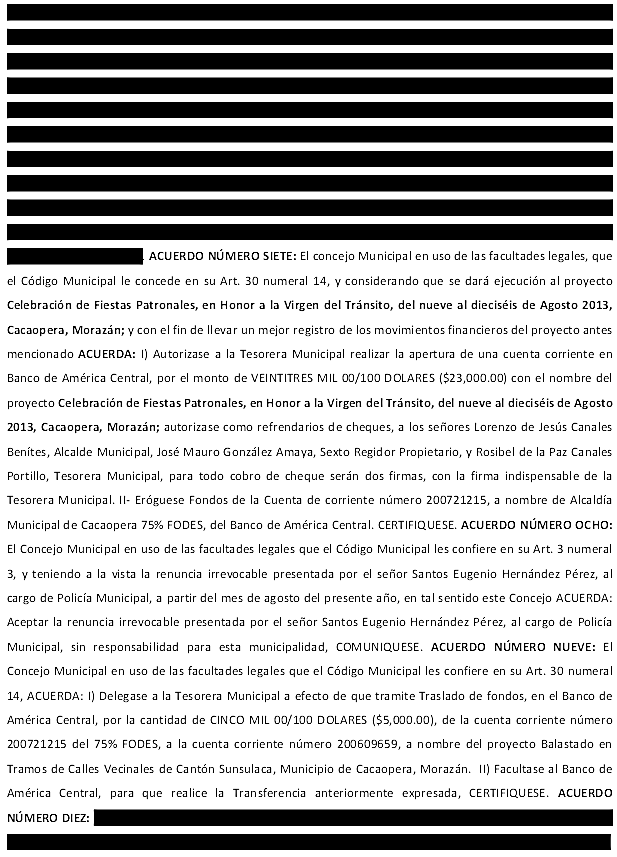 . ACUERDO NÚMERO SIETE: El concejo Municipal en uso de las facultades legales, que
el Código Municipal le concede en su Art. 30 numeral 14, y considerando que se dará ejecución al proyecto
Celebración de Fiestas Patronales, en Honor a la Virgen del Tránsito, del nueve al dieciséis de Agosto 2013,
Cacaopera, Morazán; y con el fin de llevar un mejor registro de los movimientos financieros del proyecto antes
mencionado ACUERDA: I) Autorizase a la Tesorera Municipal realizar la apertura de una cuenta corriente en
Banco de América Central, por el monto de VEINTITRES MIL 00/100 DOLARES ($23,000.00) con el nombre del
proyecto Celebración de Fiestas Patronales, en Honor a la Virgen del Tránsito, del nueve al dieciséis de Agosto
2013, Cacaopera, Morazán; autorizase como refrendarios de cheques, a los señores Lorenzo de Jesús Canales
Benítes, Alcalde Municipal, José Mauro González Amaya, Sexto Regidor Propietario, y Rosibel de la Paz Canales
Portillo, Tesorera Municipal, para todo cobro de cheque serán dos firmas, con la firma indispensable de la
Tesorera Municipal. II- Eróguese Fondos de la Cuenta de corriente número 200721215, a nombre de Alcaldía
Municipal de Cacaopera 75% FODES, del Banco de América Central. CERTIFIQUESE. ACUERDO NÚMERO OCHO:
El Concejo Municipal en uso de las facultades legales que el Código Municipal les confiere en su Art. 3 numeral
3, y teniendo a la vista la renuncia irrevocable presentada por el señor Santos Eugenio Hernández Pérez, al
cargo de Policía Municipal, a partir del mes de agosto del presente año, en tal sentido este Concejo ACUERDA:
Aceptar la renuncia irrevocable presentada por el señor Santos Eugenio Hernández Pérez, al cargo de Policía
Municipal, sin responsabilidad para esta municipalidad, COMUNIQUESE. ACUERDO NÚMERO NUEVE: El
Concejo Municipal en uso de las facultades legales que el Código Municipal les confiere en su Art. 30 numeral
14, ACUERDA: I) Delegase a la Tesorera Municipal a efecto de que tramite Traslado de fondos, en el Banco de
América Central, por la cantidad de CINCO MIL 00/100 DOLARES ($5,000.00), de la cuenta corriente número
200721215 del 75% FODES, a la cuenta corriente número 200609659, a nombre del proyecto Balastado en
Tramos de Calles Vecinales de Cantón Sunsulaca, Municipio de Cacaopera, Morazán. II) Facultase al Banco de
América Central, para que realice la Transferencia anteriormente expresada, CERTIFIQUESE. ACUERDO
NÚMERO DIEZ: